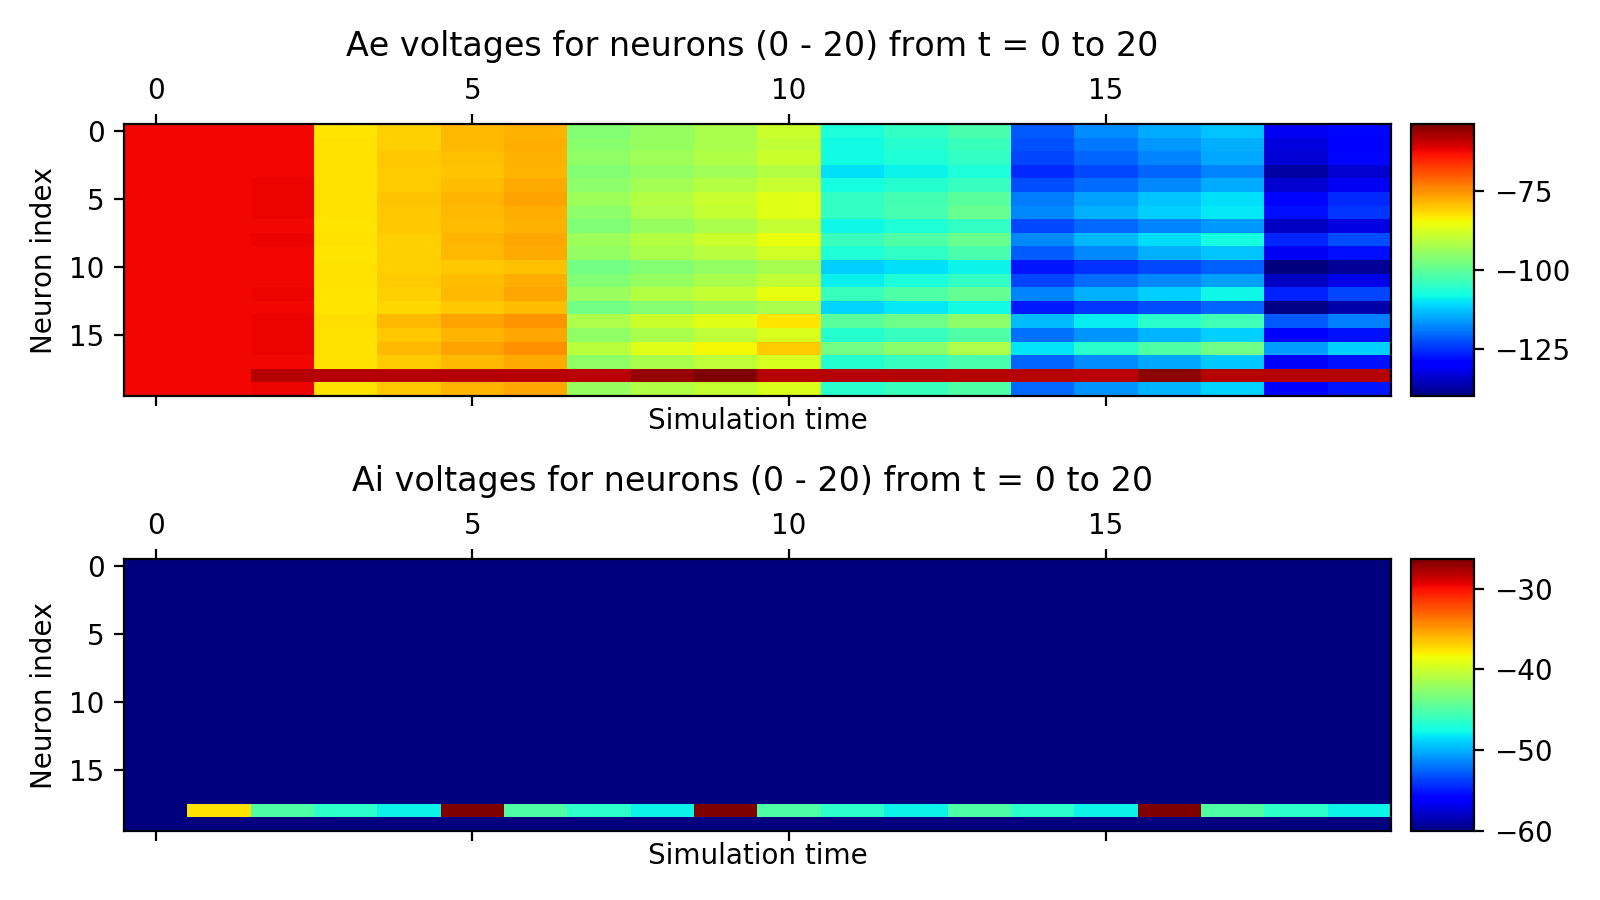 Ae voltages for neurons (0 - 20) from t = 0 to 20
0 5 10 15
Neuron index
0
5
10
15
−75
−100
−125
Simulation time
Ai voltages for neurons (0 - 20) from t = 0 to 20
0 5 10 15
Neuron index
0
5
10
15
−30
−40
−50
−60
Simulation time